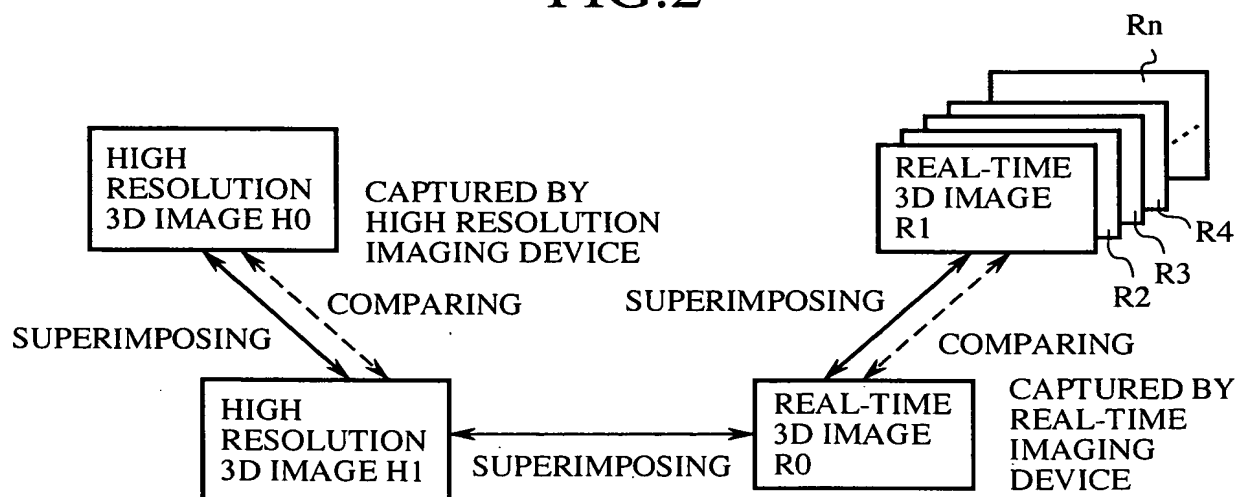 FIG.2
Rn
HIGH
RESOLUTION
3D IMAGE H0
CAPTURED BY
HIGH RESOLUTION
IMAGING DEVICE
REAL-TIME
3D IMAGE
R1
R4
R3
R2
COMPARING
SUPERIMPOSING
SUPERIMPOSING
COMPARING
HIGH
RESOLUTION
3D IMAGE H1
SUPERIMPOSING
REAL-TIME
3D IMAGE
R0
CAPTURED BY
REAL-TIME
IMAGING
DEVICE